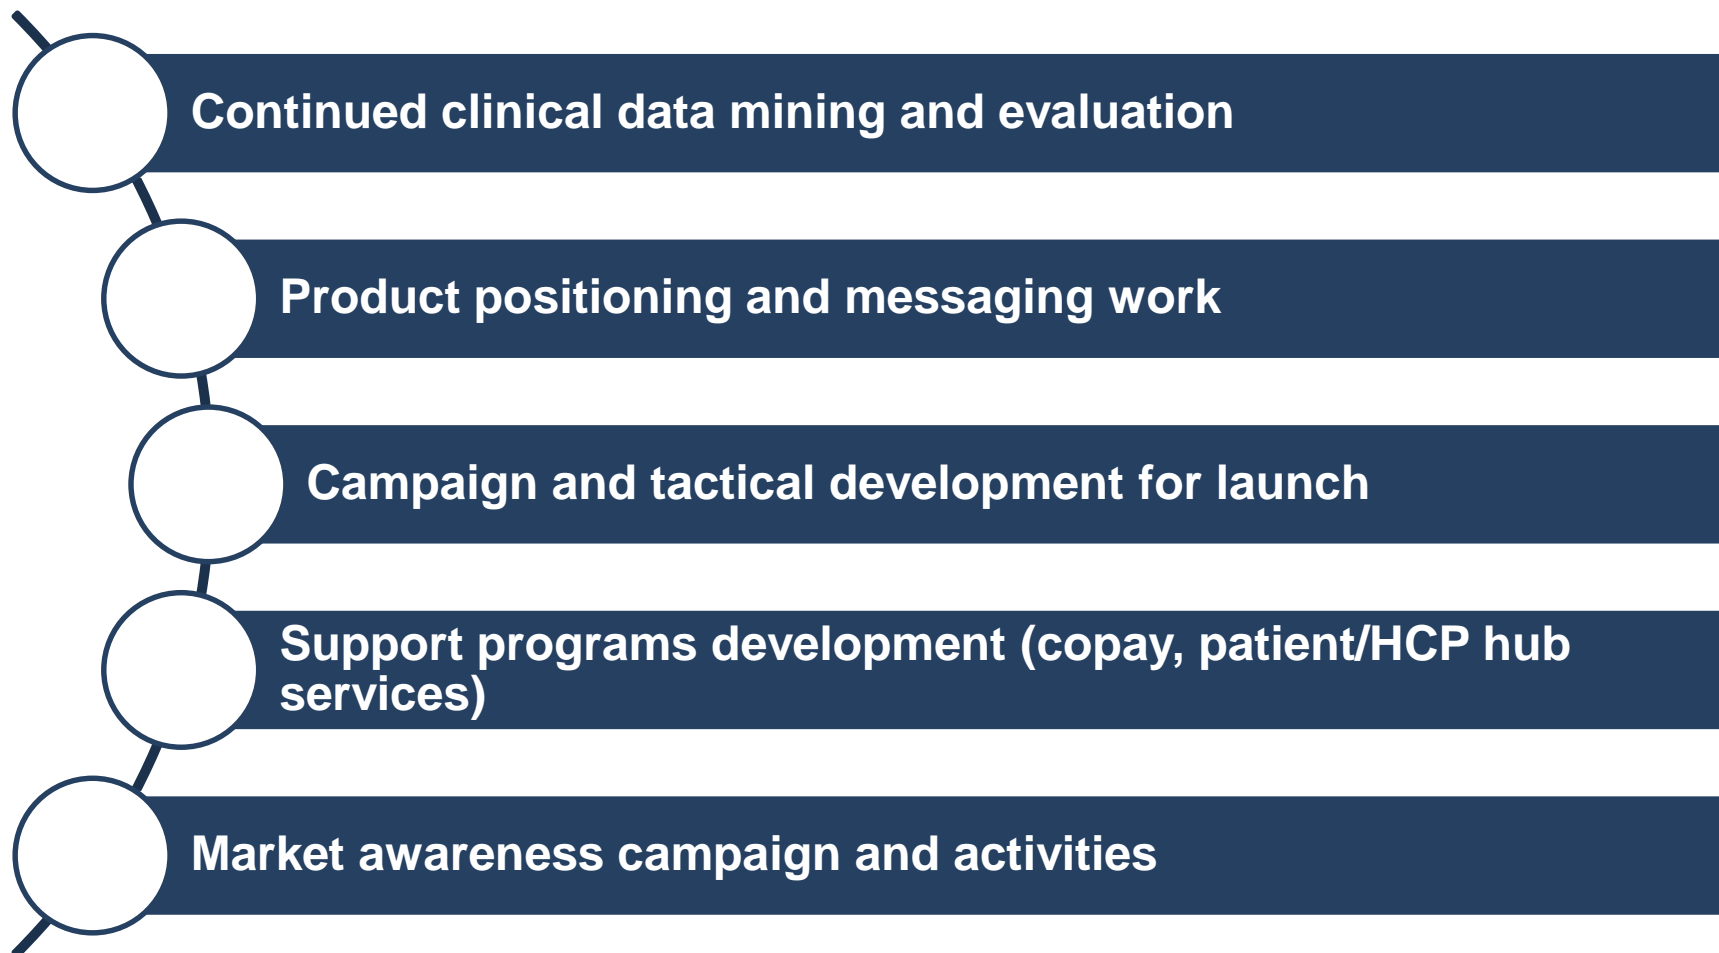 Continued clinical data mining and evaluation
Product positioning and messaging work
Campaign and tactical development for launch
Support programs development (copay, patient/HCP hub
services)
Market awareness campaign and activities